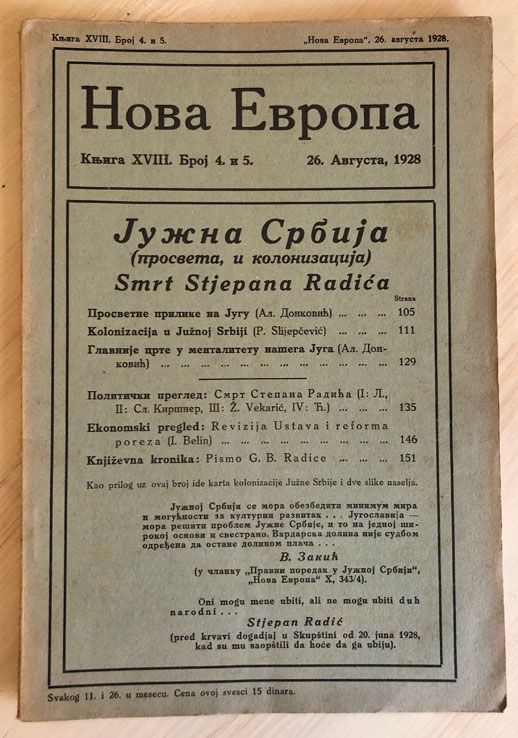 Књига XVIII. Број 4. и 5.
„Нова Европа“, 26. августа 1928.
Нова Европа
Књига XVIII. Број 4. и 5.
26. Августа, 1928
Јужна Србија
(просвета, и колонизација)
Smrt Stjepana Radića
Strana
Просветне прилике на Југу (Ал. Донковић) ... ... ... 105
Kolonizacija u Južnoj Srbiji (P. Slijepčević) ... ... ... 111
Главније црте у менталитету нашега Југа (Ал. Дон-
ковић) ... ... ... ... ... ... ... ... ... ... ... ... 129
Политички преглед: Смрт Степана Радића (I: Л.,
II: Сл. Киршнер, III: Ž. Vekarić, IV: Ћ.) ... ... ... 135
Ekonomski pregled: Revizija Ustava i reforma
poreza (I. Belin) ... ... ... ... ... ... ... ... ... 146
Književna kronika: Pismo G. B. Radice ... ... ... 151
Kao prilog uz ovaj broj ide karta kolonizacije Južne Srbije i dve slike naselja.
Јужној Србији се мора обезбедити минимум мира
и могућности за културни развитак . . . Југославија —
мора решити проблем Јужне Србије, и то на једној ши-
рокој основи и свестрано. Вардарска долина није судбом
одређена да остане долином плача . . .
В. Закић
(у чланку „Правни поредак у Јужној Србији“,
„Нова Европа“ X, 343/4).
Oni mogu mene ubiti, ali ne mogu ubiti duh
narodni . . .
Stjepan Radić
(pred krvavi dogadjaj u Skupštini od 20. juna 1928,
kad su mu saopštili da hoće da ga ubiju).
Svakog 11. i 26. u mesecu. Cena ovoj svesci 15 dinara.